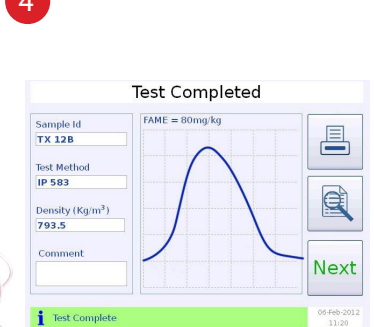 4
Test Completed
Sample Id
TX 12B
Test Method
IP 583
Density (Kg/m³)
793.5
Comment
FAME = 80mg/kg
Next
Test Complete
06-Feb-2012
11:20